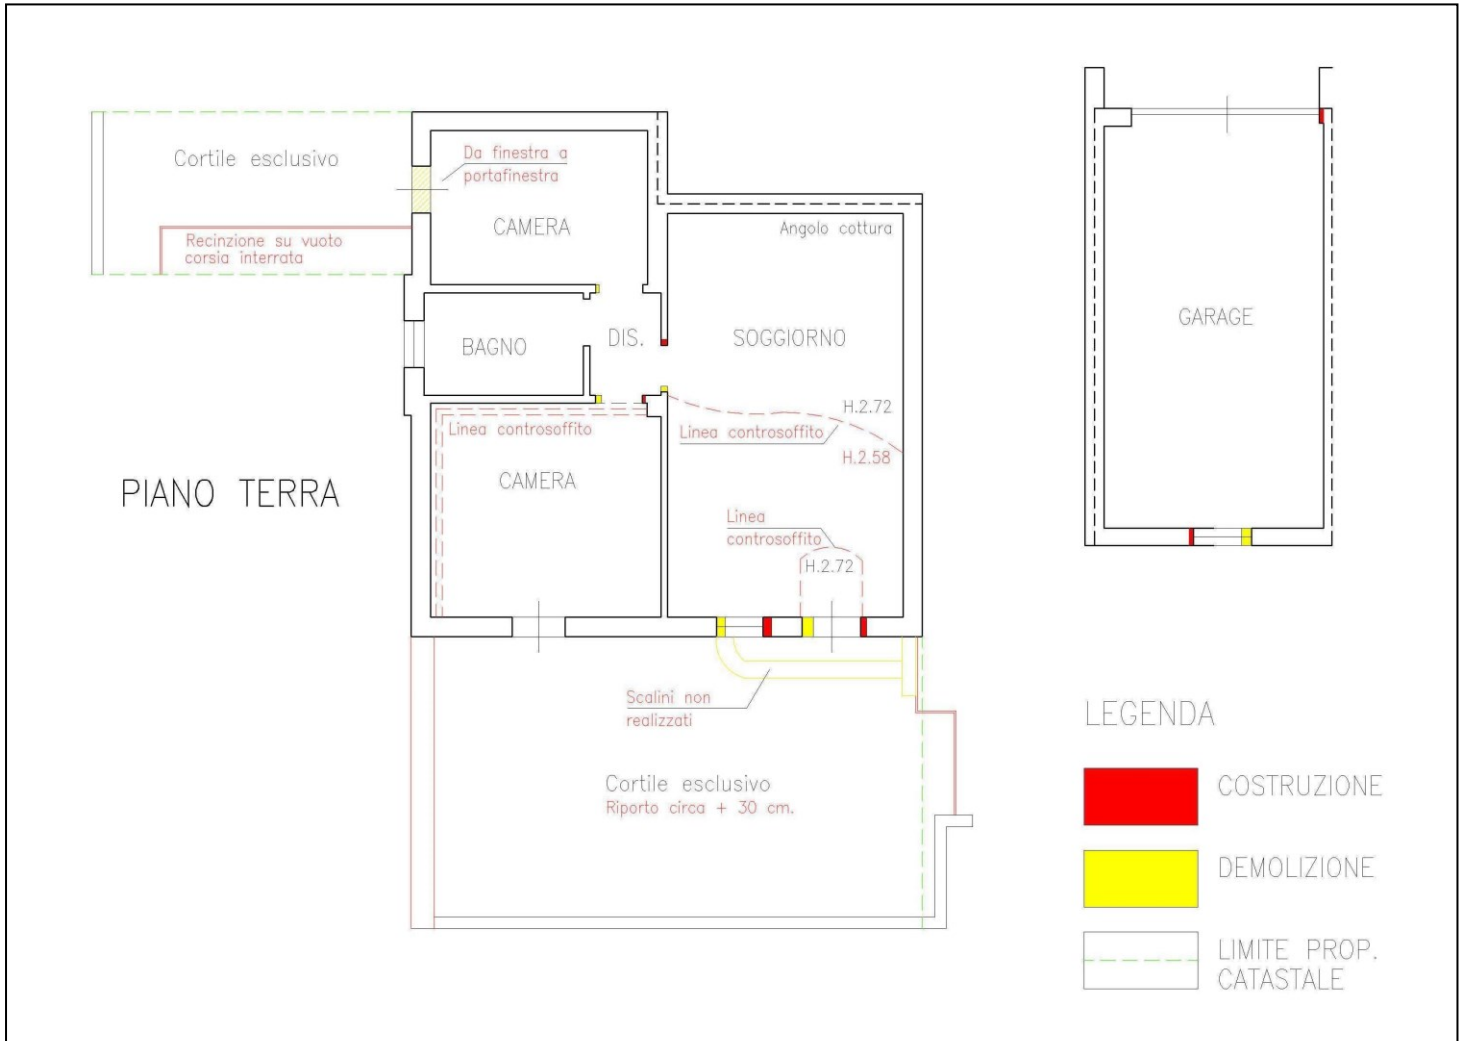 Cortile esclusivo
Da finestra a
portafinestra
CAMERA
Angolo cottura
Recinzione su vuoto
corsia interrata
BAGNO
DIS.
SOGGIORNO
GARAGE
H.2.72
Linea controsoffito
Linea controsoffito
H.2.58
CAMERA
PIANO TERRA
Linea
controsoffito
H.2.72
Scalini non
realizzati
Cortile esclusivo
Riporto circa + 30 cm.
LEGENDA
COSTRUZIONE
DEMOLIZIONE
LIMITE PROP.
CATASTALE